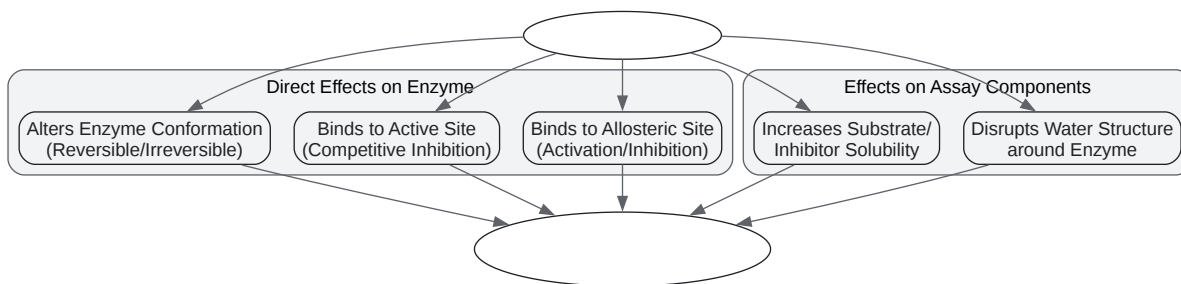 Direct Effects on Enzyme
Alters Enzyme Conformation
(Reversible/Irreversible)
Binds to Active Site
(Competitive Inhibition)
Binds to Allosteric Site
(Activation/Inhibition)
Effects on Assay Components
Increases Substrate/
Inhibitor Solubility
Disrupts Water Structure
around Enzyme